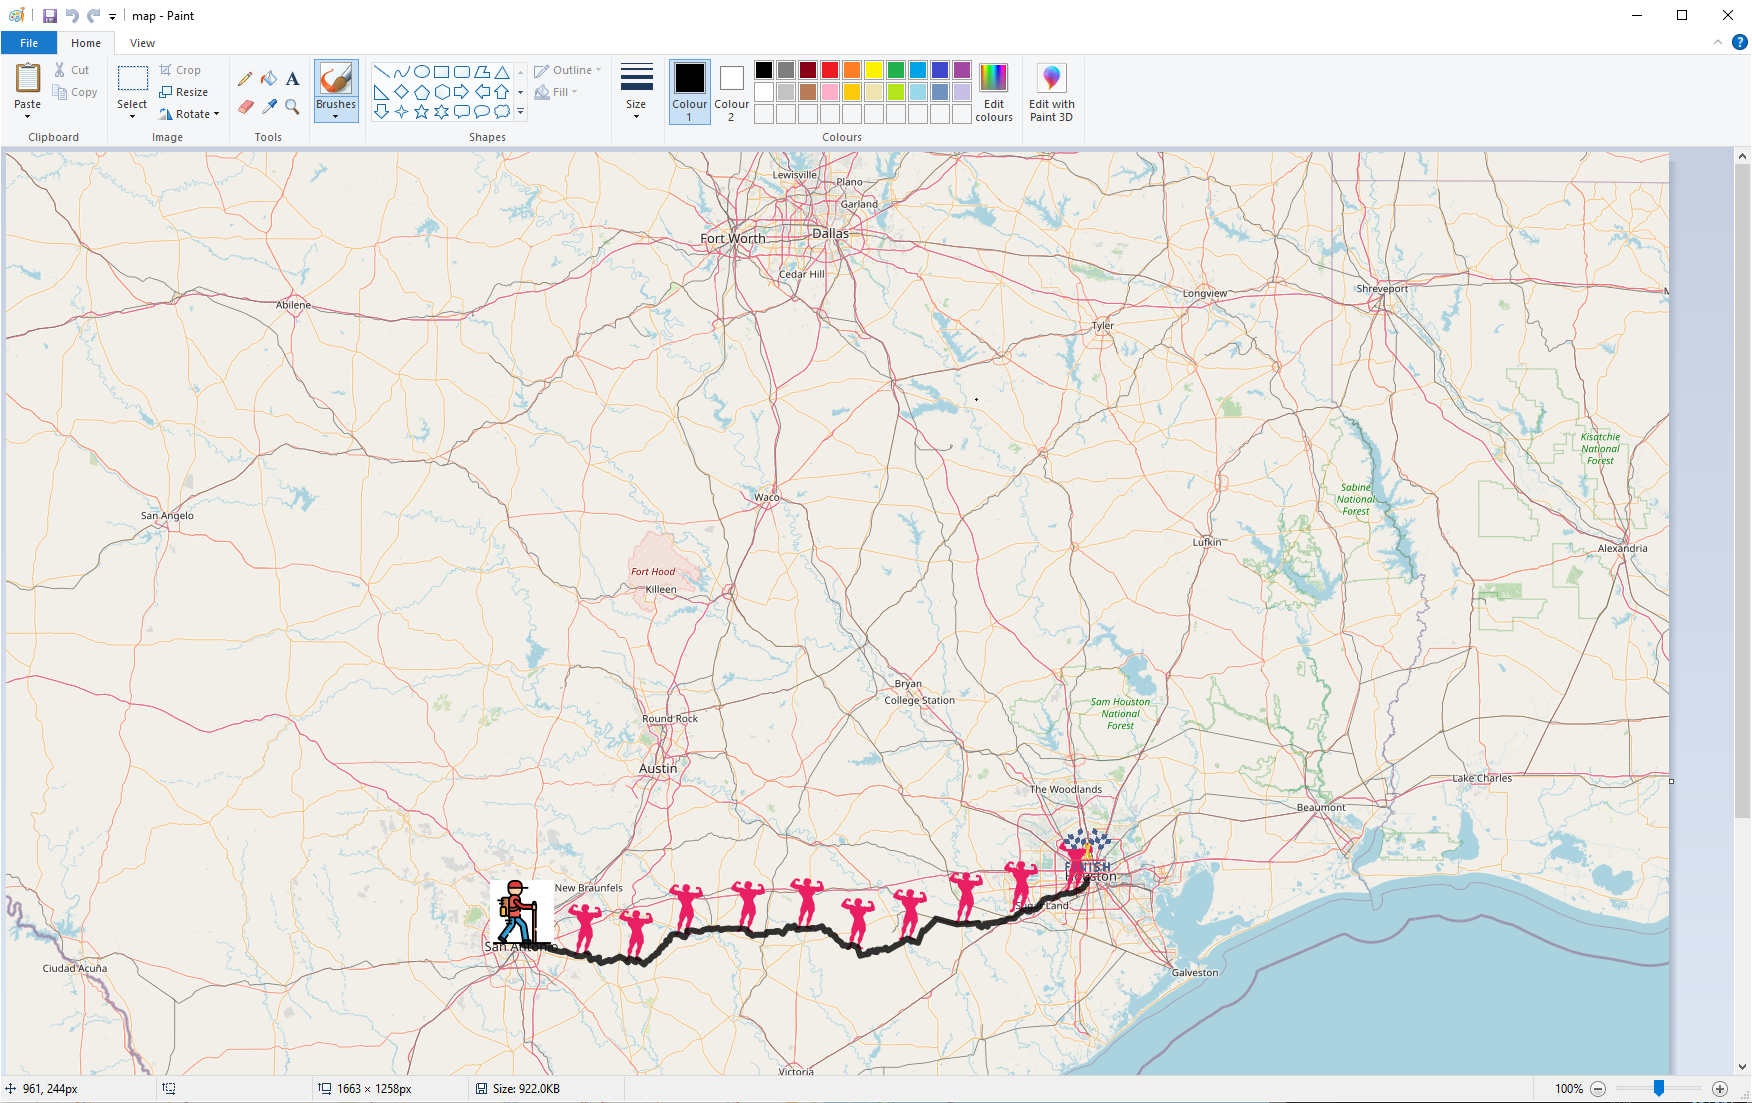 map - Paint
File
Home
View
Paste
Cut
Copy
Clipboard
Select
Crop
Resize
Rotate
Image
A
Tools
Brushes
Shapes
Outline
Fill
Size
Colour
1
Colour
2
Edit
colours
Colours
Edit with
Paint 3D
?
Lewisville
Plano
Garland
Fort Worth
Dallas
Cedar Hill
Abilene
Longview
Shreveport
M
Tyler
Kisatchie
National
Forest
Waco
Sabine
National
Forest
San Angelo
Lufkin
Alexandria
Fort Hood
Killeen
Bryan
College Station
Sam Houston
National
Forest
Round Rock
Austin
The Woodlands
Lake Charles
Beaumont
FINISH
Houston
New Braunfels
Sugar Land
San Antonio
Ciudad Acuña
Galveston
Victoria
961, 244px
1663 × 1258px
Size: 922.0KB
100%